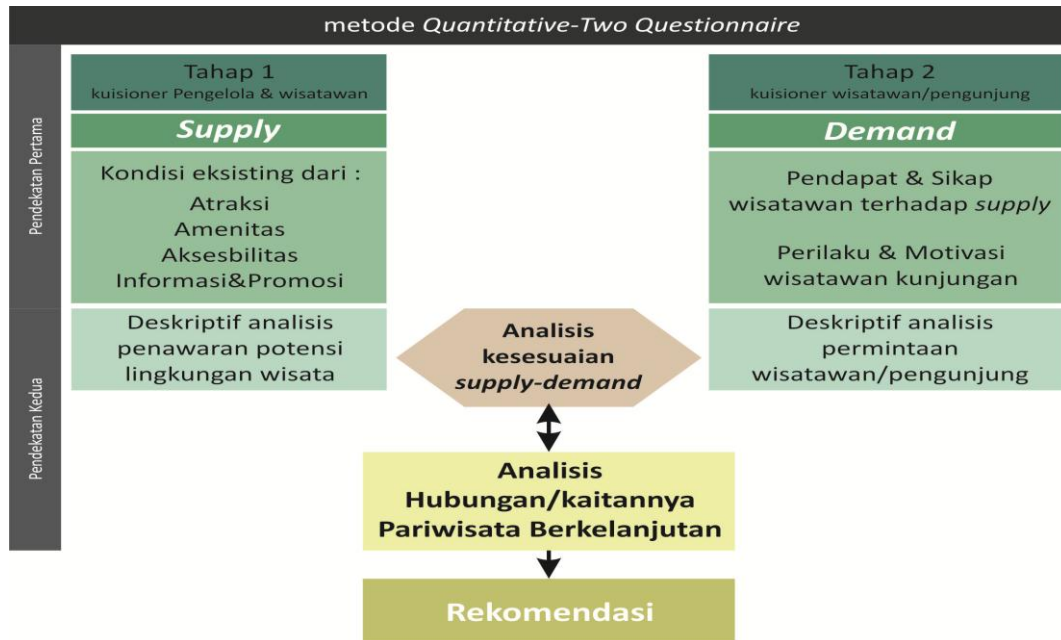 metode Quantitative-Two Questionnaire
Pendekatan Pertama
Tahap 1
kuisioner Pengelola & wisatawan
Supply
Kondisi eksisting dari :
Atraksi
Amenitas
Aksesbilitas
Informasi&Promosi
Tahap 2
kuisioner wisatawan/pengunjung
Demand
Pendapat & Sikap
wisatawan terhadap supply
Perilaku & Motivasi
wisatawan kunjungan
Pendekatan Kedua
Deskriptif analisis
penawaran potensi
lingkungan wisata
Analisis
kesesuaian
supply-demand
Deskriptif analisis
permintaan
wisatawan/pengunjung
Analisis
Hubungan/kaitannya
Pariwisata Berkelanjutan
Rekomendasi